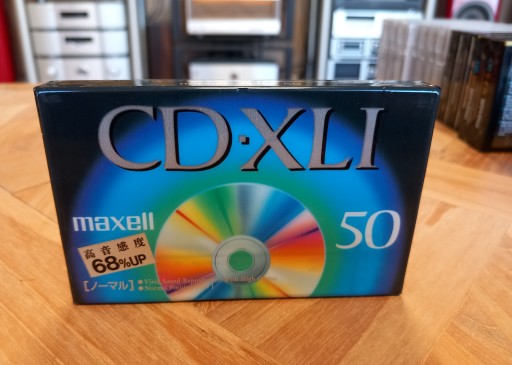 CD·XLI
maxell
50
高音感度
68%UP
[ノーマル]